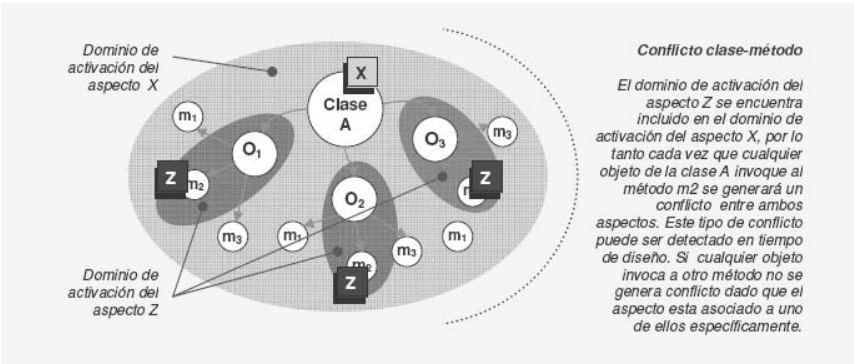 Dominio de
activación del
aspecto X
X
Clase
A
m₁
O₁
O₃
m₃
Z
m₂
O₂
Z
m₃
m₁
m₃
m₁
m₂
Z
Dominio de
activación del
aspecto Z
Conflicto clase-método
El dominio de activación del
aspecto Z se encuentra
incluido en el dominio de
activación del aspecto X, por lo
tanto cada vez que cualquier
objeto de la clase A invoque al
método m2 se generará un
conflicto entre ambos
aspectos. Este tipo de conflicto
puede ser detectado en tiempo
de diseño. Si cualquier objeto
invoca a otro método no se
genera conflicto dado que el
aspecto esta asociado a uno
de ellos específicamente.